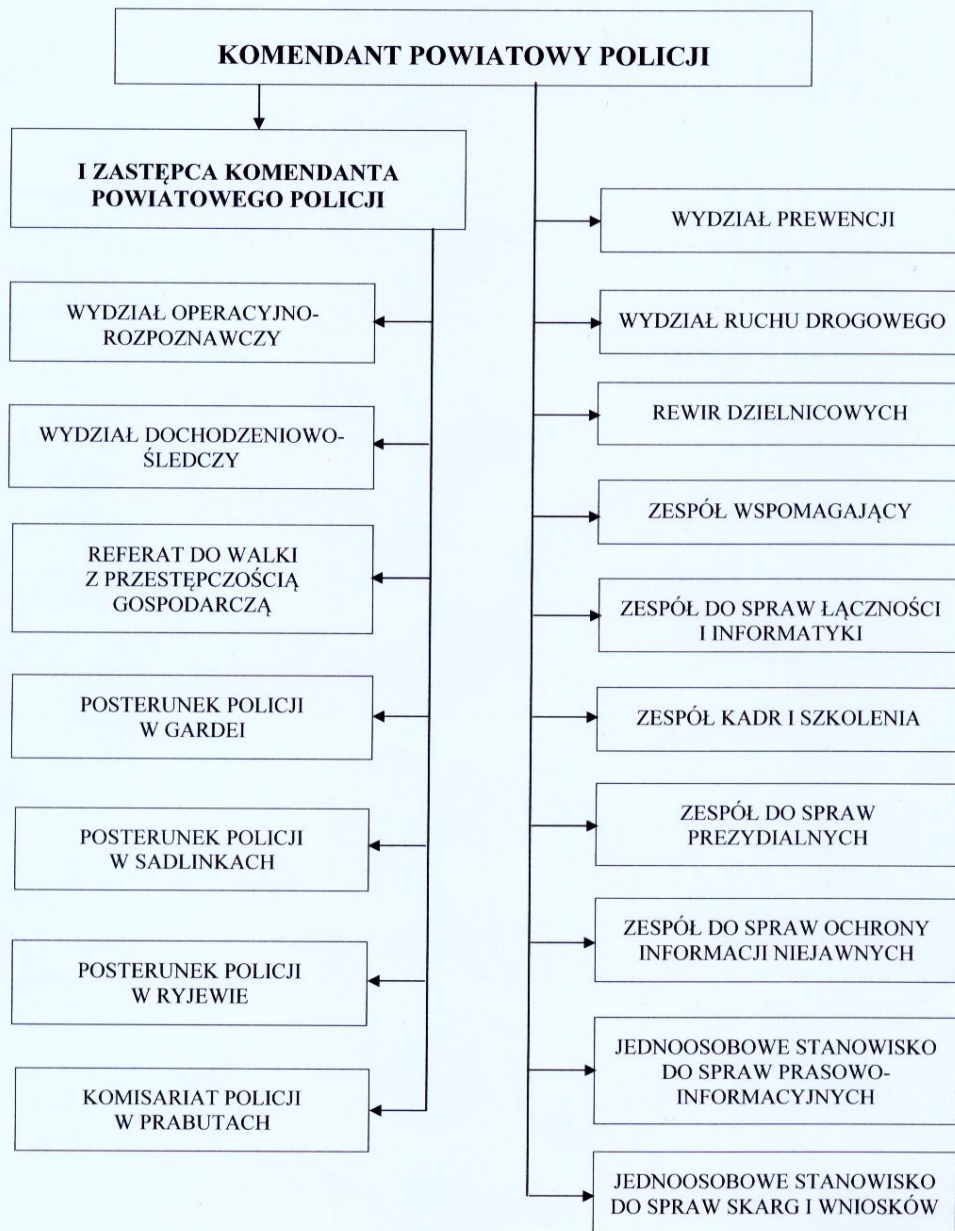 KOMENDANT POWIATOWY POLICJI
I ZASTĘPCA KOMENDANTA
POWIATOWEGO POLICJI
WYDZIAŁ OPERACYJNO-
ROZPOZNAWCZY
WYDZIAŁ DOCHODZENIOWO-
ŚLEDCZY
REFERAT DO WALKI
Z PRZESTĘPCZOŚCIĄ
GOSPODARCZĄ
POSTERUNEK POLICJI
W GARDEI
POSTERUNEK POLICJI
W SADLINKACH
POSTERUNEK POLICJI
W RYJEWIE
KOMISARIAT POLICJI
W PRABUTACH
WYDZIAŁ PREWENCJI
WYDZIAŁ RUCHU DROGOWEGO
REWIR DZIELNICOWYCH
ZESPÓŁ WSPOMAGAJĄCY
ZESPÓŁ DO SPRAW ŁĄCZNOŚCI
I INFORMATYKI
ZESPÓŁ KADR I SZKOLENIA
ZESPÓŁ DO SPRAW
PREZYDIALNYCH
ZESPÓŁ DO SPRAW OCHRONY
INFORMACJI NIEJAWNYCH
JEDNOOSOBOWE STANOWISKO
DO SPRAW PRASOWO-
INFORMACYJNYCH
JEDNOOSOBOWE STANOWISKO
DO SPRAW SKARG I WNIOSKÓW